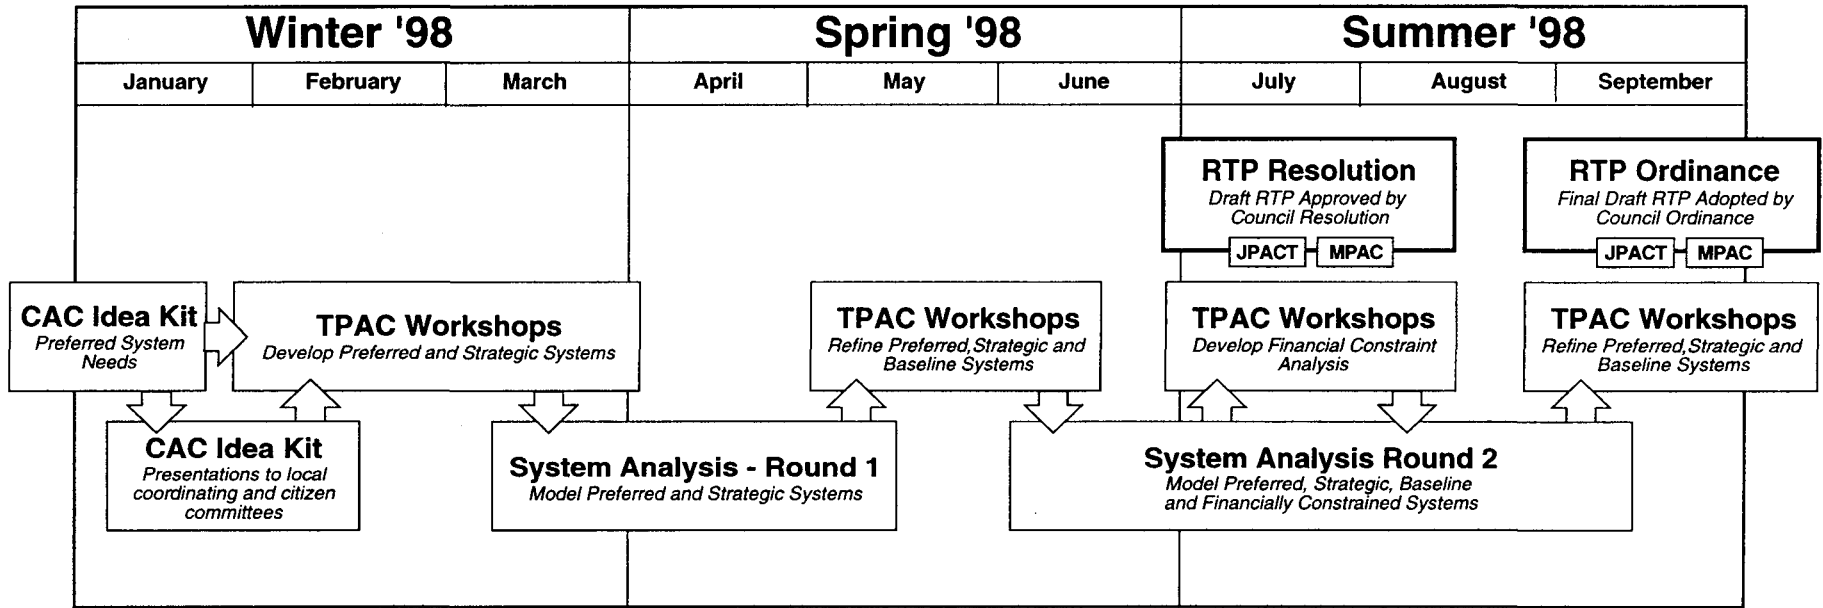 Winter '98
Spring '98
Summer '98
January
February
March
April
May
June
July
August
September
RTP Resolution
Draft RTP Approved by
Council Resolution
JPACT
MPAC
RTP Ordinance
Final Draft RTP Adopted by
Council Ordinance
JPACT
MPAC
CAC Idea Kit
Preferred System
Needs
TPAC Workshops
Develop Preferred and Strategic Systems
TPAC Workshops
Refine Preferred, Strategic and
Baseline Systems
TPAC Workshops
Develop Financial Constraint
Analysis
TPAC Workshops
Refine Preferred, Strategic and
Baseline Systems
CAC Idea Kit
Presentations to local
coordinating and citizen
committees
System Analysis - Round 1
Model Preferred and Strategic Systems
System Analysis Round 2
Model Preferred, Strategic, Baseline
and Financially Constrained Systems